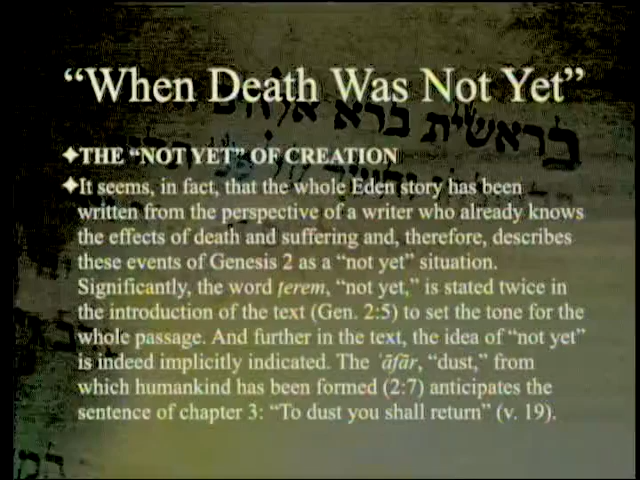 “When Death Was Not Yet”
בראשית ברא אלהים
✦THE “NOT YET” OF CREATION
✦It seems, in fact, that the whole Eden story has been
written from the perspective of a writer who already knows
the effects of death and suffering and, therefore, describes
these events of Genesis 2 as a “not yet” situation.
Significantly, the word ṭerem, “not yet,” is stated twice in
the introduction of the text (Gen. 2:5) to set the tone for the
whole passage. And further in the text, the idea of “not yet”
is indeed implicitly indicated. The ʿāfār, “dust,” from
which humankind has been formed (2:7) anticipates the
sentence of chapter 3: “To dust you shall return” (v. 19).